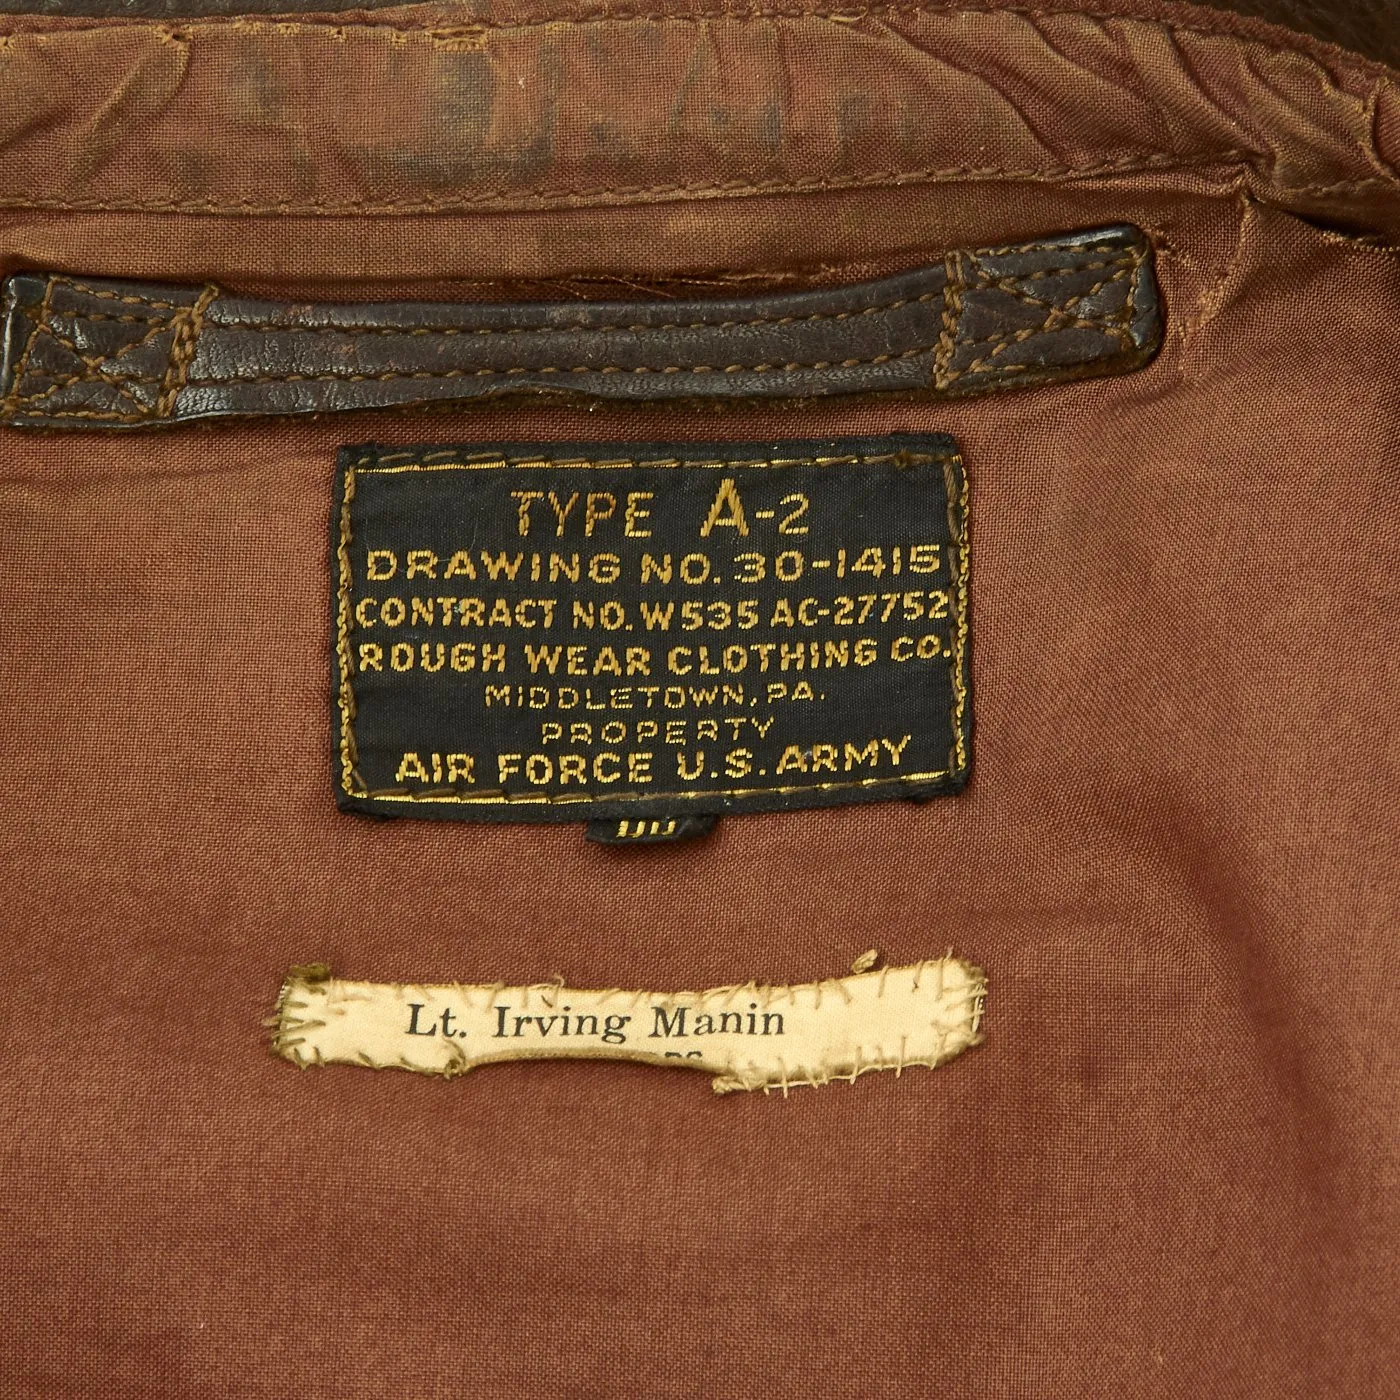 TYPE A-2
DRAWING NO. 30-1415
CONTRACT NO. W535 AC-27752
ROUGH WEAR CLOTHING CO.
MIDDLETOWN, PA.
PROPERTY
AIR FORCE U.S. ARMY
Lt. Irving Manin